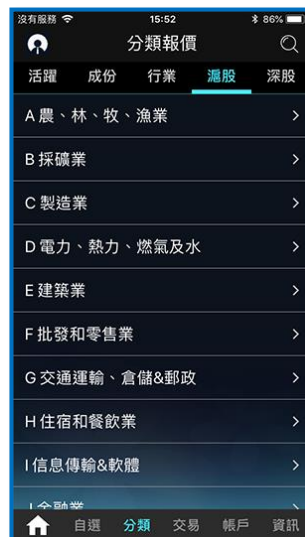 沒有服務 15:52 86%
分類報價
活躍 成份 行業 滬股 深股
A 農、林、牧、漁業
B 採礦業
C 製造業
D 電力、熱力、燃氣及水
E 建築業
F 批發和零售業
G 交通運輸、倉儲&郵政
H 住宿和餐飲業
I 信息傳輸&軟體
J 金融業
自選 分類 交易 帳戶 資訊